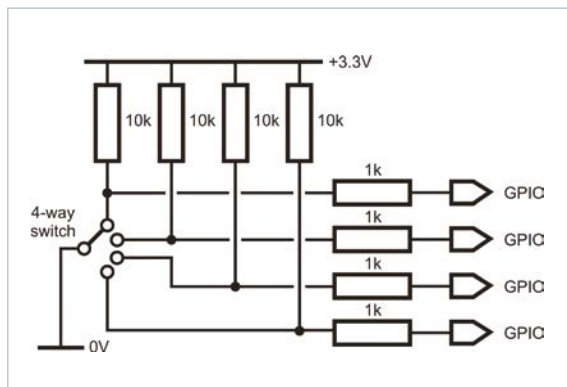 +3.3V
10k
10k
10k
10k
1k
GPIO
4-way
switch
1k
GPIO
1k
GPIO
1k
GPIO
0V